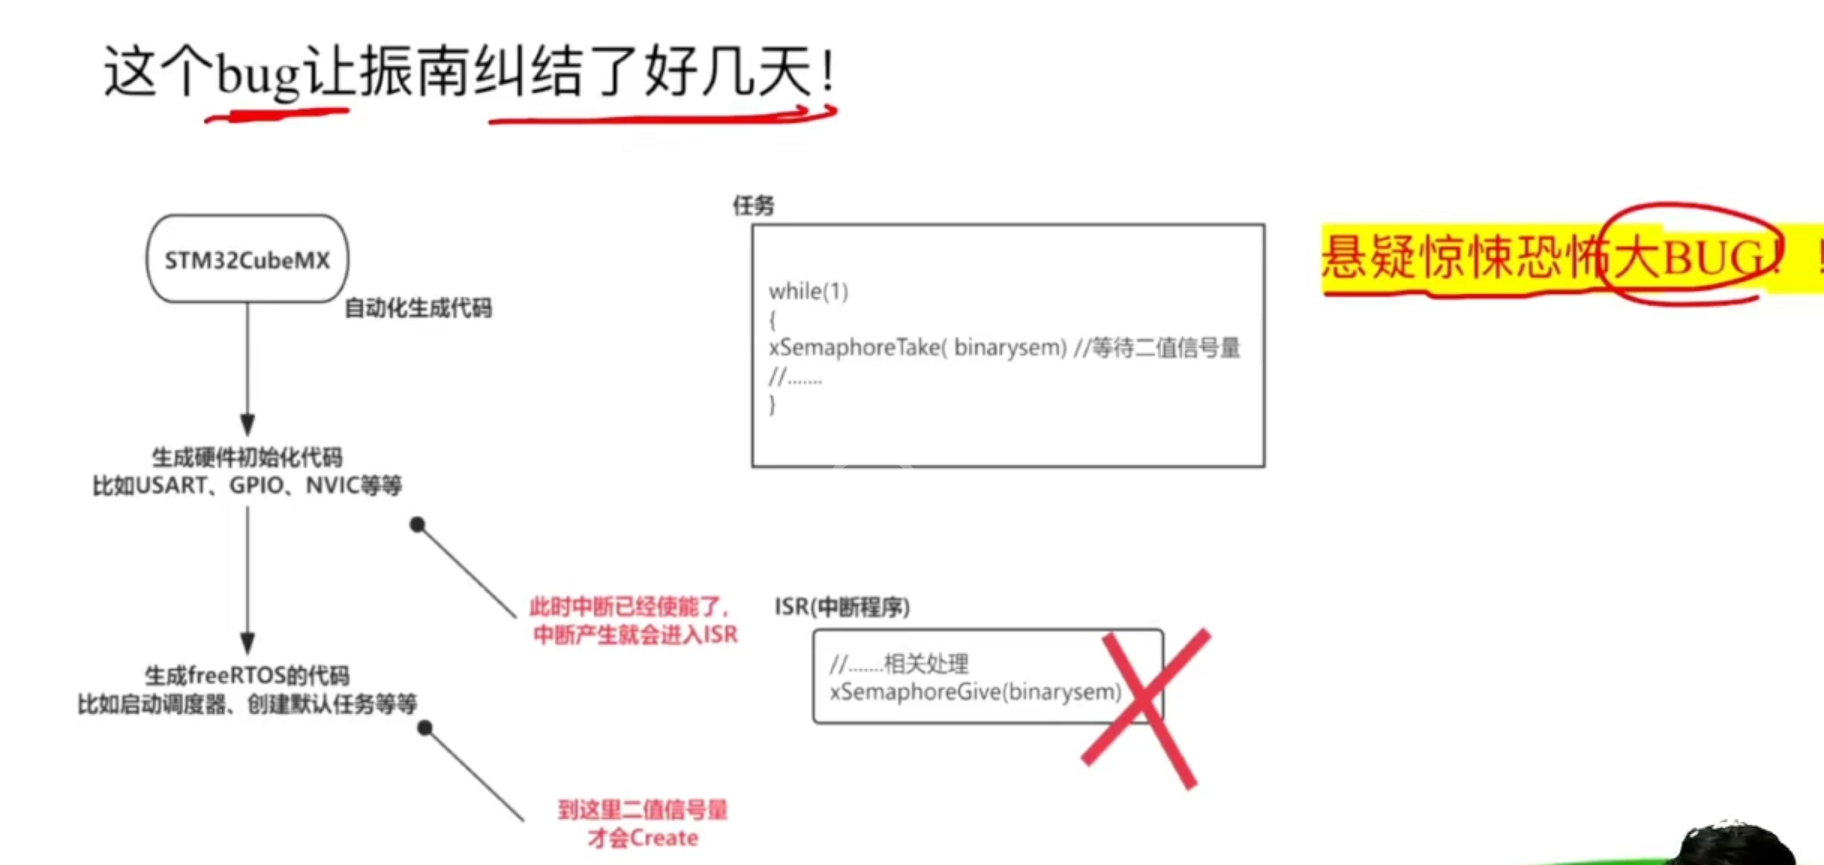 这个bug让振南纠结了好几天！
任务
STM32CubeMX
自动化生成代码
while(1)
{
xSemaphoreTake( binarysem) //等待二值信号量
//.......
}
悬疑惊悚恐怖大BUG！！
生成硬件初始化代码
比如USART、GPIO、NVIC等等
此时中断已经使能了，
中断产生就会进入ISR
ISR(中断程序)
//.......相关处理
xSemaphoreGive(binarysem)
生成freeRTOS的代码
比如启动调度器、创建默认任务等等
到这里二值信号量
才会Create